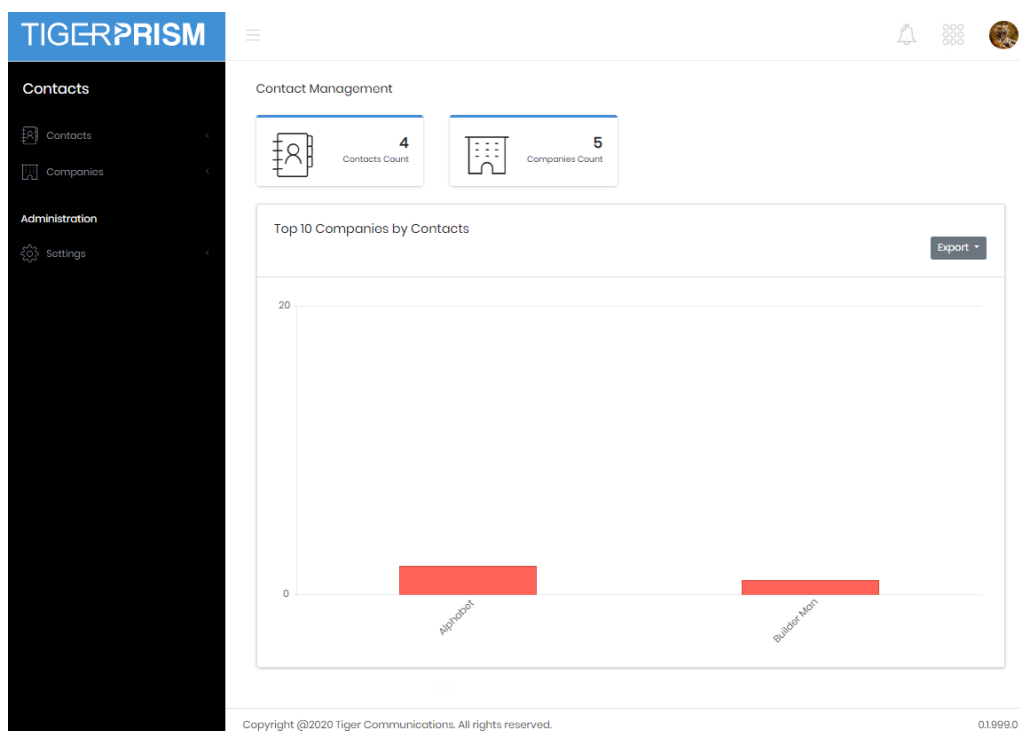 TIGERPRISM
Contacts
Contacts
Companies
Administration
Settings
Contact Management
4
Contacts Count
5
Companies Count
Top 10 Companies by Contacts
Export
20
0
Alphabet
Builder Man
Copyright @2020 Tiger Communications. All rights reserved.
0.1.999.0